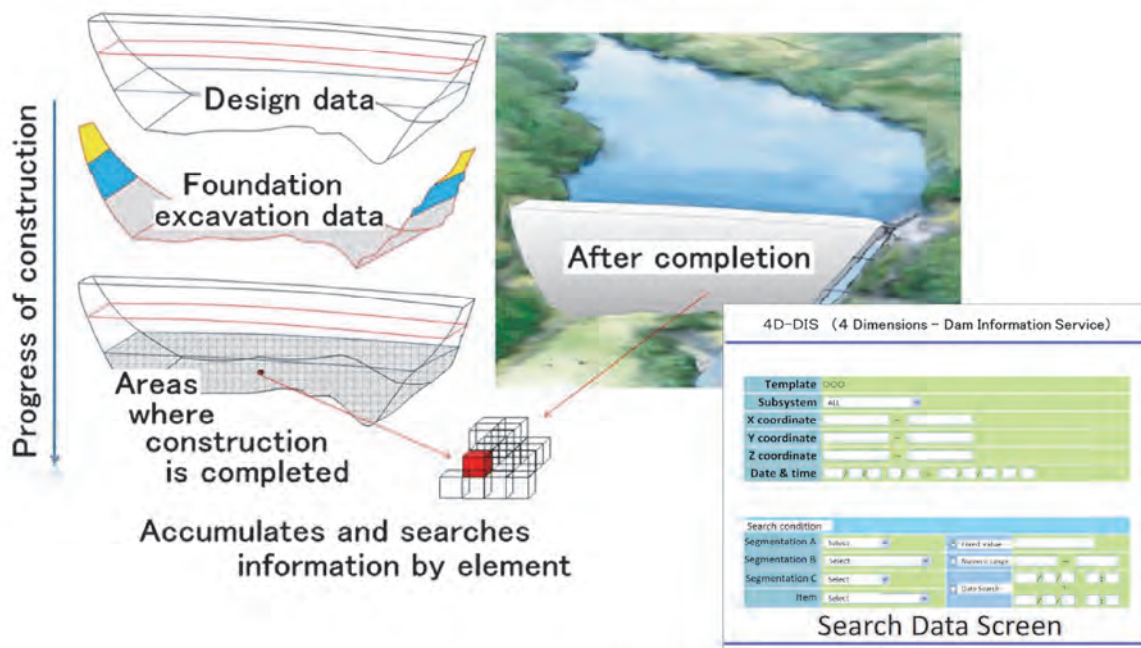 Progress of construction
Design data
Foundation
excavation data
Areas
where
construction
is completed
After completion
Accumulates and searches
information by element
4D-DIS （4 Dimensions – Dam Information Service）
Template OOO
Subsystem ALL
X coordinate ~
Y coordinate ~
Z coordinate ~
Date & time / / : ~ / / :
Search condition
Segmentation A Select Fixed value
Segmentation B Select Numeric range ~
Segmentation C Select / / :
Date Search
Item Select / / :
Search Data Screen